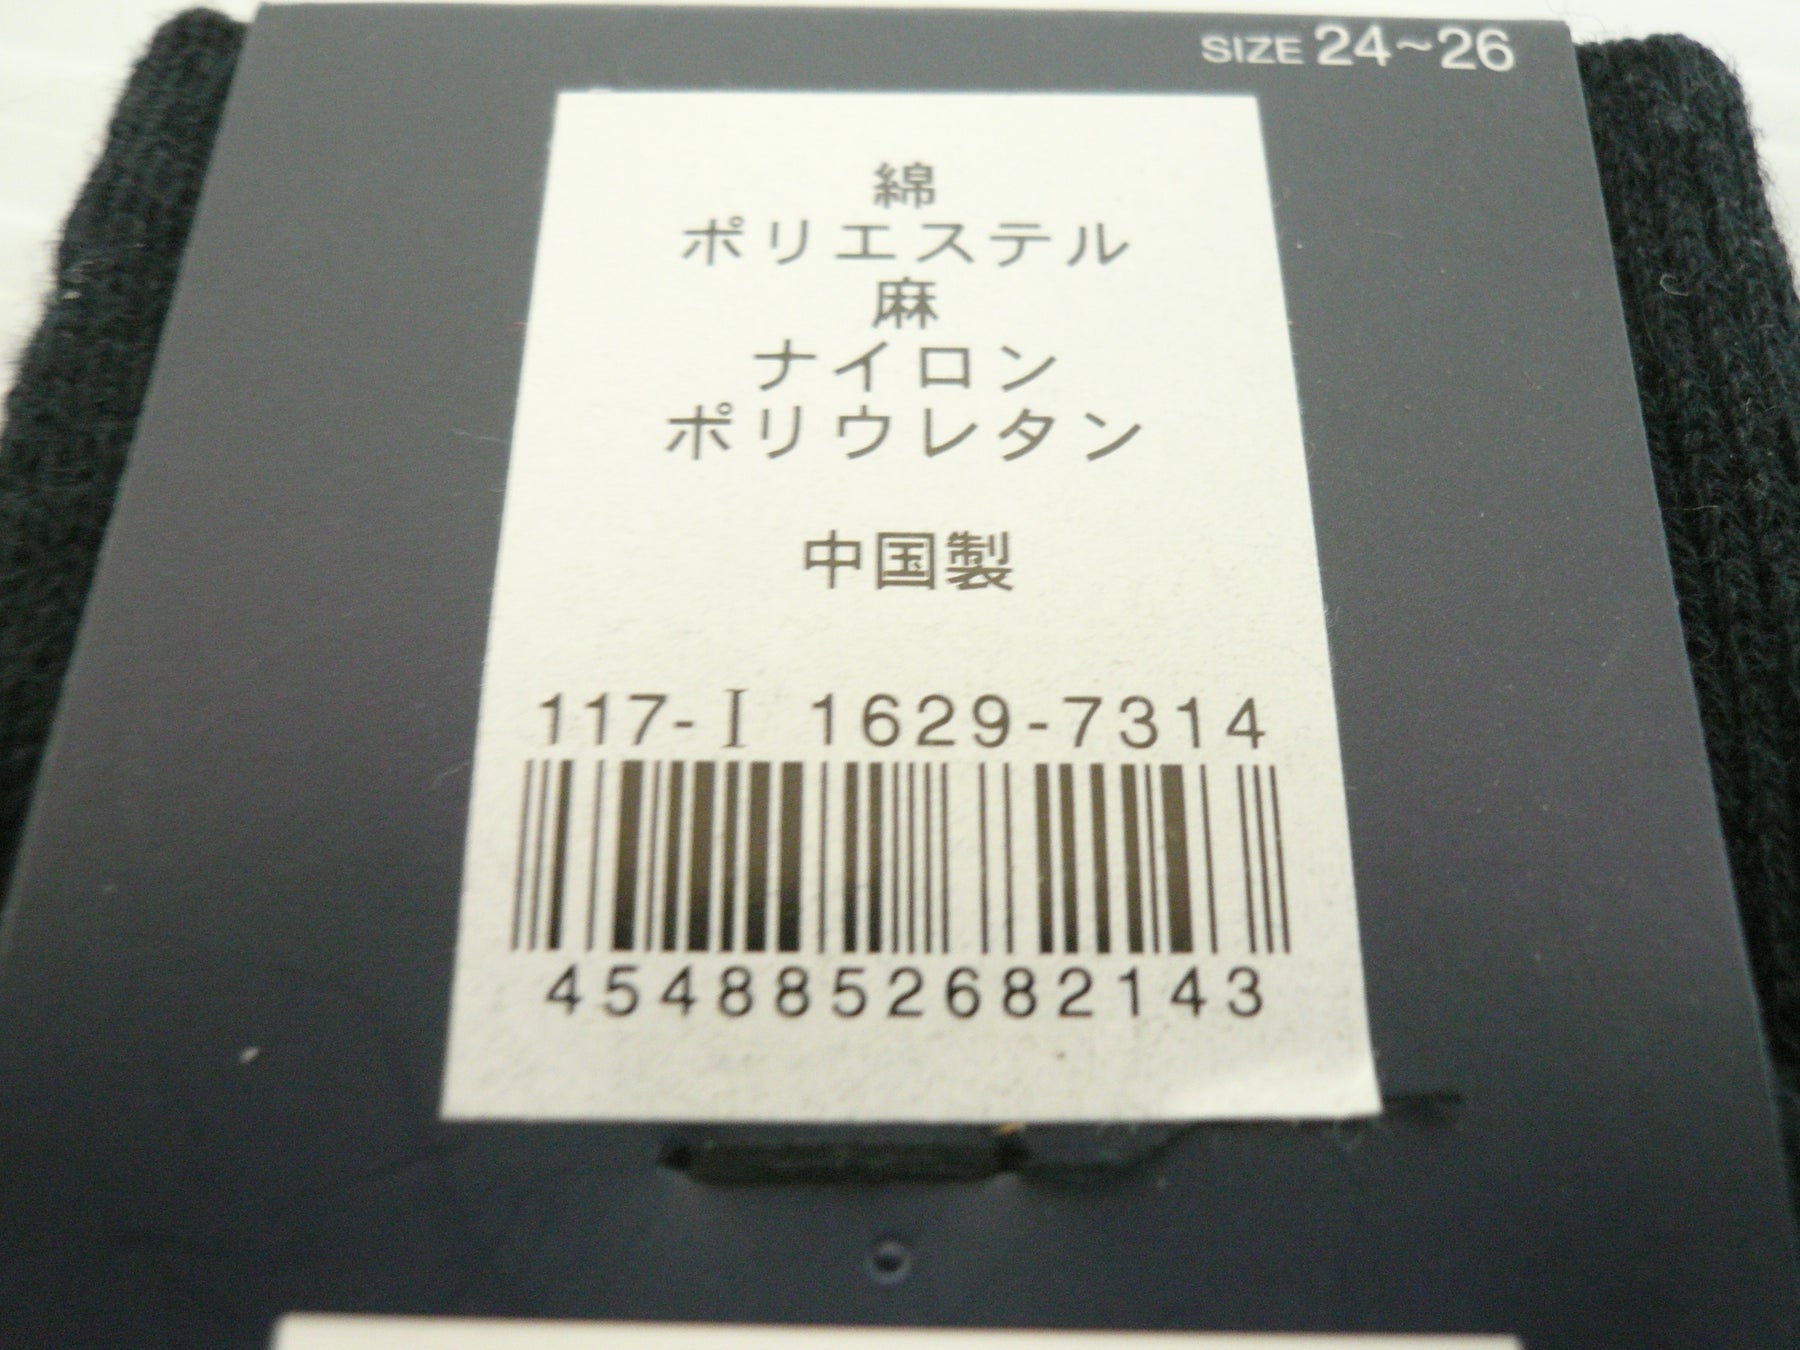 SIZE 24~26
綿
ポリエステル
麻
ナイロン
ポリウレタン
中国製
117-I 1629-7314
4548852682143